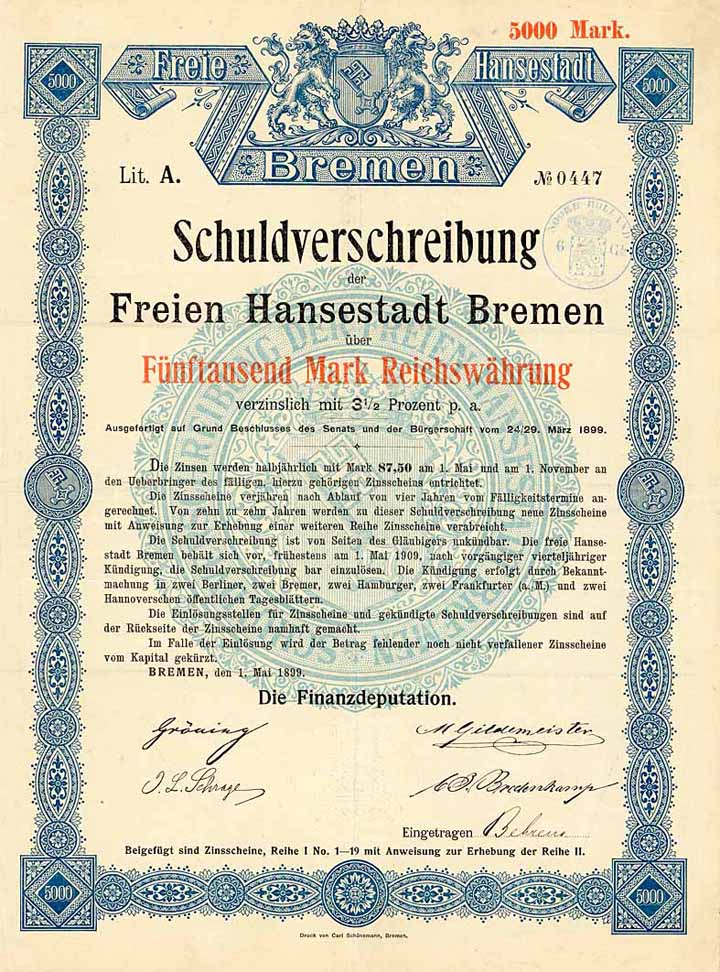 5000 Mark.
5000
Freie
Hansestadt
5000
Bremen
Lit. A.
№ 0447
NOORD HOLLAND
6
Schuldverschreibung
der
Freien Hansestadt Bremen
über
Fünftausend Mark Reichswährung
verzinslich mit 3½ Prozent p. a.
Ausgefertigt auf Grund Beschlusses des Senats und der Bürgerschaft vom 24/29. März 1899.
Die Zinsen werden halbjährlich mit Mark 87,50 am 1. Mai und am 1. November an
den Ueberbringer des fälligen, hierzu gehörigen Zinsscheins entrichtet.
Die Zinsscheine verjähren nach Ablauf von vier Jahren vom Fälligkeitstermine an-
gerechnet. Von zehn zu zehn Jahren werden zu dieser Schuldverschreibung neue Zinsscheine
mit Anweisung zur Erhebung einer weiteren Reihe Zinsscheine verabreicht.
Die Schuldverschreibung ist von Seiten des Gläubigers unkündbar. Die freie Hanse-
stadt Bremen behält sich vor, frühestens am 1. Mai 1909, nach vorgängiger vierteljähriger
Kündigung, die Schuldverschreibung bar einzulösen. Die Kündigung erfolgt durch Bekannt-
machung in zwei Berliner, zwei Bremer, zwei Hamburger, zwei Frankfurter (a. M.) und zwei
Hannoverschen öffentlichen Tagesblättern.
Die Einlösungsstellen für Zinsscheine und gekündigte Schuldverschreibungen sind auf
der Rückseite der Zinsscheine namhaft gemacht.
Im Falle der Einlösung wird der Betrag fehlender noch nicht verfallener Zinsscheine
vom Kapital gekürzt.
BREMEN, den 1. Mai 1899.
Die Finanzdeputation.
Gröning
M Gildemeister
J. L. Schrage
Bredenkamp
Eingetragen Behrens
Beigefügt sind Zinsscheine, Reihe I No. 1—19 mit Anweisung zur Erhebung der Reihe II.
5000
5000
Druck von Carl Schünemann, Bremen.